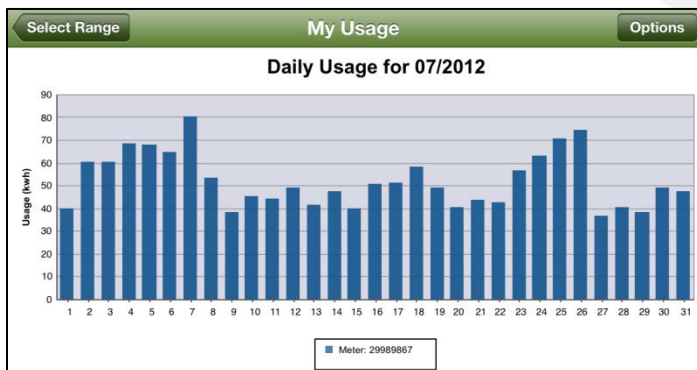 Select Range
My Usage
Options
Daily Usage for 07/2012
90
80
70
60
50
40
30
20
10
0
Usage (kwh)
1 2 3 4 5 6 7 8 9 10 11 12 13 14 15 16 17 18 19 20 21 22 23 24 25 26 27 28 29 30 31
Meter: 29989867